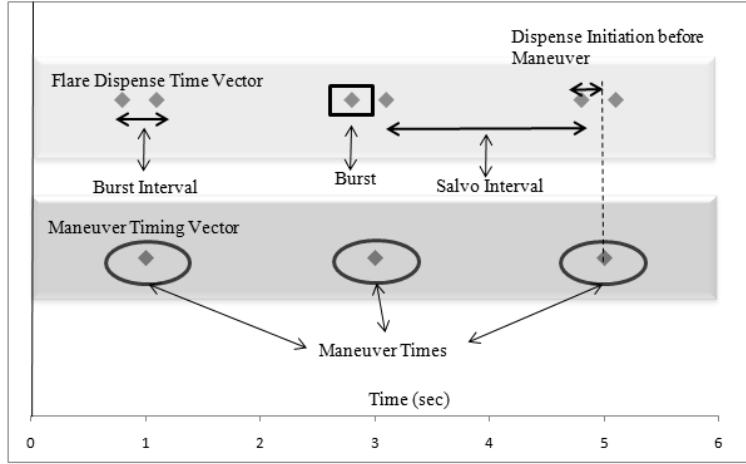 Dispense Initiation before
Maneuver
Flare Dispense Time Vector
Burst Interval
Burst
Salvo Interval
Maneuver Timing Vector
Maneuver Times
Time (sec)
0 1 2 3 4 5 6